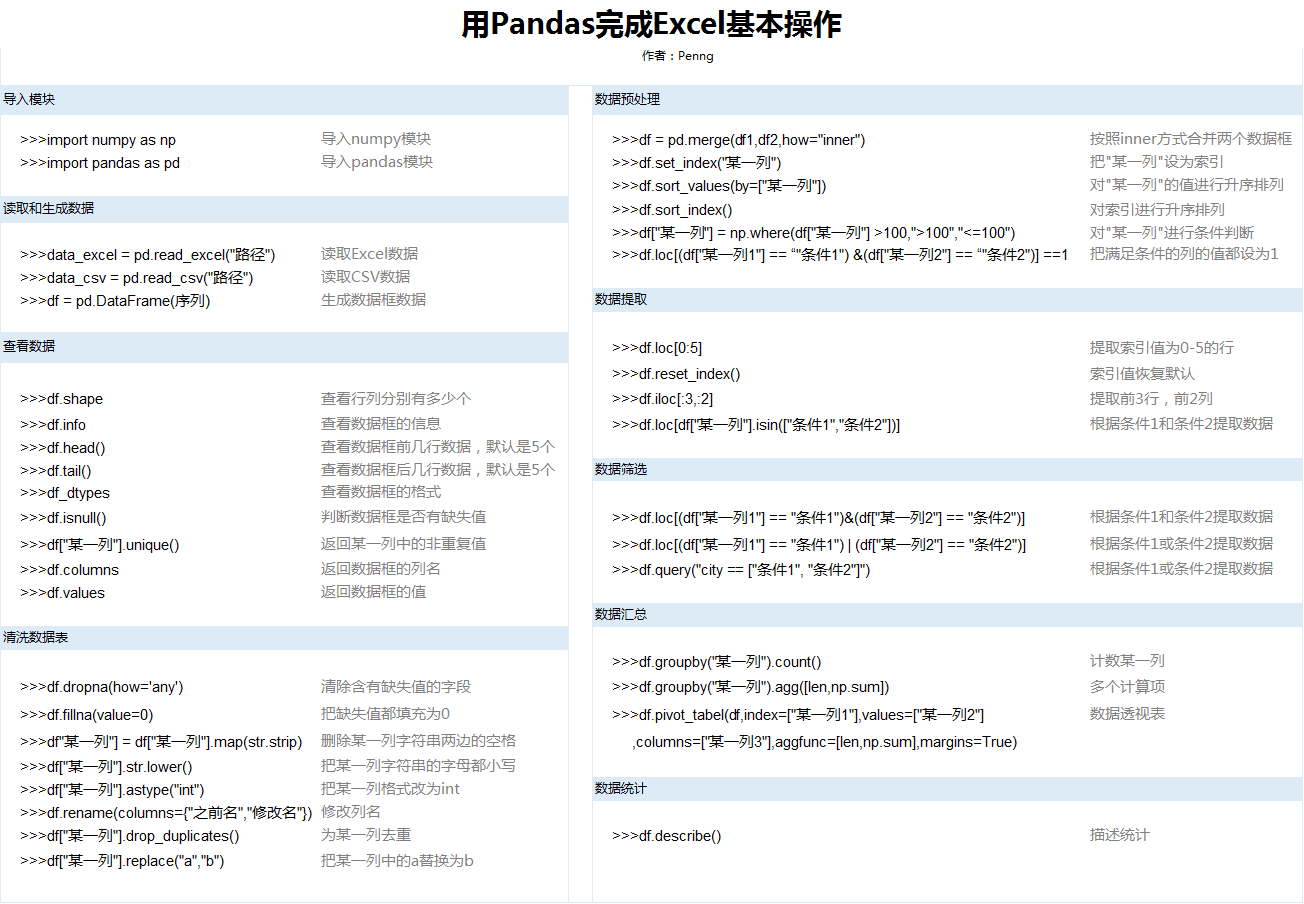 用Pandas完成Excel基本操作
作者：Penng
导入模块
>>>import numpy as np 导入numpy模块
>>>import pandas as pd 导入pandas模块
读取和生成数据
>>>data_excel = pd.read_excel("路径") 读取Excel数据
>>>data_csv = pd.read_csv("路径") 读取CSV数据
>>>df = pd.DataFrame(序列) 生成数据框数据
查看数据
>>>df.shape 查看行列分别有多少个
>>>df.info 查看数据框的信息
>>>df.head() 查看数据框前几行数据，默认是5个
>>>df.tail() 查看数据框后几行数据，默认是5个
>>>df_dtypes 查看数据框的格式
>>>df.isnull() 判断数据框是否有缺失值
>>>df["某一列"].unique() 返回某一列中的非重复值
>>>df.columns 返回数据框的列名
>>>df.values 返回数据框的值
清洗数据表
>>>df.dropna(how='any') 清除含有缺失值的字段
>>>df.fillna(value=0) 把缺失值都填充为0
>>>df"某一列"] = df["某一列"].map(str.strip) 删除某一列字符串两边的空格
>>>df["某一列"].str.lower() 把某一列字符串的字母都小写
>>>df["某一列"].astype("int") 把某一列格式改为int
>>>df.rename(columns={"之前名","修改名"}) 修改列名
>>>df["某一列"].drop_duplicates() 为某一列去重
>>>df["某一列"].replace("a","b") 把某一列中的a替换为b
数据预处理
>>>df = pd.merge(df1,df2,how="inner") 按照inner方式合并两个数据框
>>>df.set_index("某一列") 把"某一列"设为索引
>>>df.sort_values(by=["某一列"]) 对"某一列"的值进行升序排列
>>>df.sort_index() 对索引进行升序排列
>>>df["某一列"] = np.where(df["某一列"] >100,">100","<=100") 对"某一列"进行条件判断
>>>df.loc[(df["某一列1"] == “"条件1") &(df["某一列2"] == “"条件2")] ==1 把满足条件的列的值都设为1
数据提取
>>>df.loc[0:5] 提取索引值为0-5的行
>>>df.reset_index() 索引值恢复默认
>>>df.iloc[:3,:2] 提取前3行，前2列
>>>df.loc[df["某一列"].isin(["条件1","条件2"])] 根据条件1和条件2提取数据
数据筛选
>>>df.loc[(df["某一列1"] == "条件1")&(df["某一列2"] == "条件2")] 根据条件1和条件2提取数据
>>>df.loc[(df["某一列1"] == "条件1") | (df["某一列2"] == "条件2")] 根据条件1或条件2提取数据
>>>df.query("city == ["条件1", "条件2"]") 根据条件1或条件2提取数据
数据汇总
>>>df.groupby("某一列").count() 计数某一列
>>>df.groupby("某一列").agg([len,np.sum]) 多个计算项
>>>df.pivot_tabel(df,index=["某一列1"],values=["某一列2"] 数据透视表
,columns=["某一列3"],aggfunc=[len,np.sum],margins=True)
数据统计
>>>df.describe() 描述统计